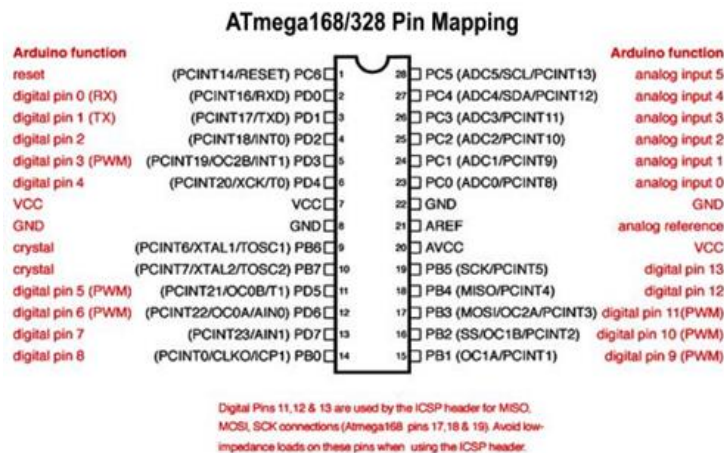 ATmega168/328 Pin Mapping
Arduino function Arduino function
reset (PCINT14/RESET) PC6 1 28 PC5 (ADC5/SCL/PCINT13) analog input 5
digital pin 0 (RX) (PCINT16/RXD) PD0 2 27 PC4 (ADC4/SDA/PCINT12) analog input 4
digital pin 1 (TX) (PCINT17/TXD) PD1 3 26 PC3 (ADC3/PCINT11) analog input 3
digital pin 2 (PCINT18/INT0) PD2 4 25 PC2 (ADC2/PCINT10) analog input 2
digital pin 3 (PWM) (PCINT19/OC2B/INT1) PD3 5 24 PC1 (ADC1/PCINT9) analog input 1
digital pin 4 (PCINT20/XCK/T0) PD4 6 23 PC0 (ADC0/PCINT8) analog input 0
VCC VCC 7 22 GND GND
GND GND 8 21 AREF analog reference
crystal (PCINT6/XTAL1/TOSC1) PB6 9 20 AVCC VCC
crystal (PCINT7/XTAL2/TOSC2) PB7 10 19 PB5 (SCK/PCINT5) digital pin 13
digital pin 5 (PWM) (PCINT21/OC0B/T1) PD5 11 18 PB4 (MISO/PCINT4) digital pin 12
digital pin 6 (PWM) (PCINT22/OC0A/AIN0) PD6 12 17 PB3 (MOSI/OC2A/PCINT3) digital pin 11(PWM)
digital pin 7 (PCINT23/AIN1) PD7 13 16 PB2 (SS/OC1B/PCINT2) digital pin 10 (PWM)
digital pin 8 (PCINT0/CLKO/ICP1) PB0 14 15 PB1 (OC1A/PCINT1) digital pin 9 (PWM)
Digital Pins 11,12 & 13 are used by the ICSP header for MISO,
MOSI, SCK connections (Atmega168 pins 17,18 & 19). Avoid low-
impedance loads on these pins when using the ICSP header.